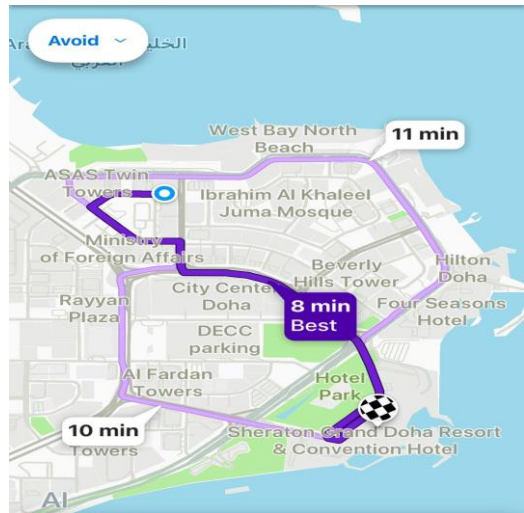 Avoid
الخلي
العربي
West Bay North
Beach
11 min
ASAS Twin
Towers
Ibrahim Al Khaleel
Juma Mosque
Ministry
of Foreign Affairs
Beverly
Hills Tower
Hilton
Doha
City Center
Doha
Rayyan
Plaza
8 min
Best
Four Seasons
Hotel
DECC
parking
Al Fardan
Towers
Hotel
Park
10 min
Towers
Sheraton Grand Doha Resort
& Convention Hotel
Al